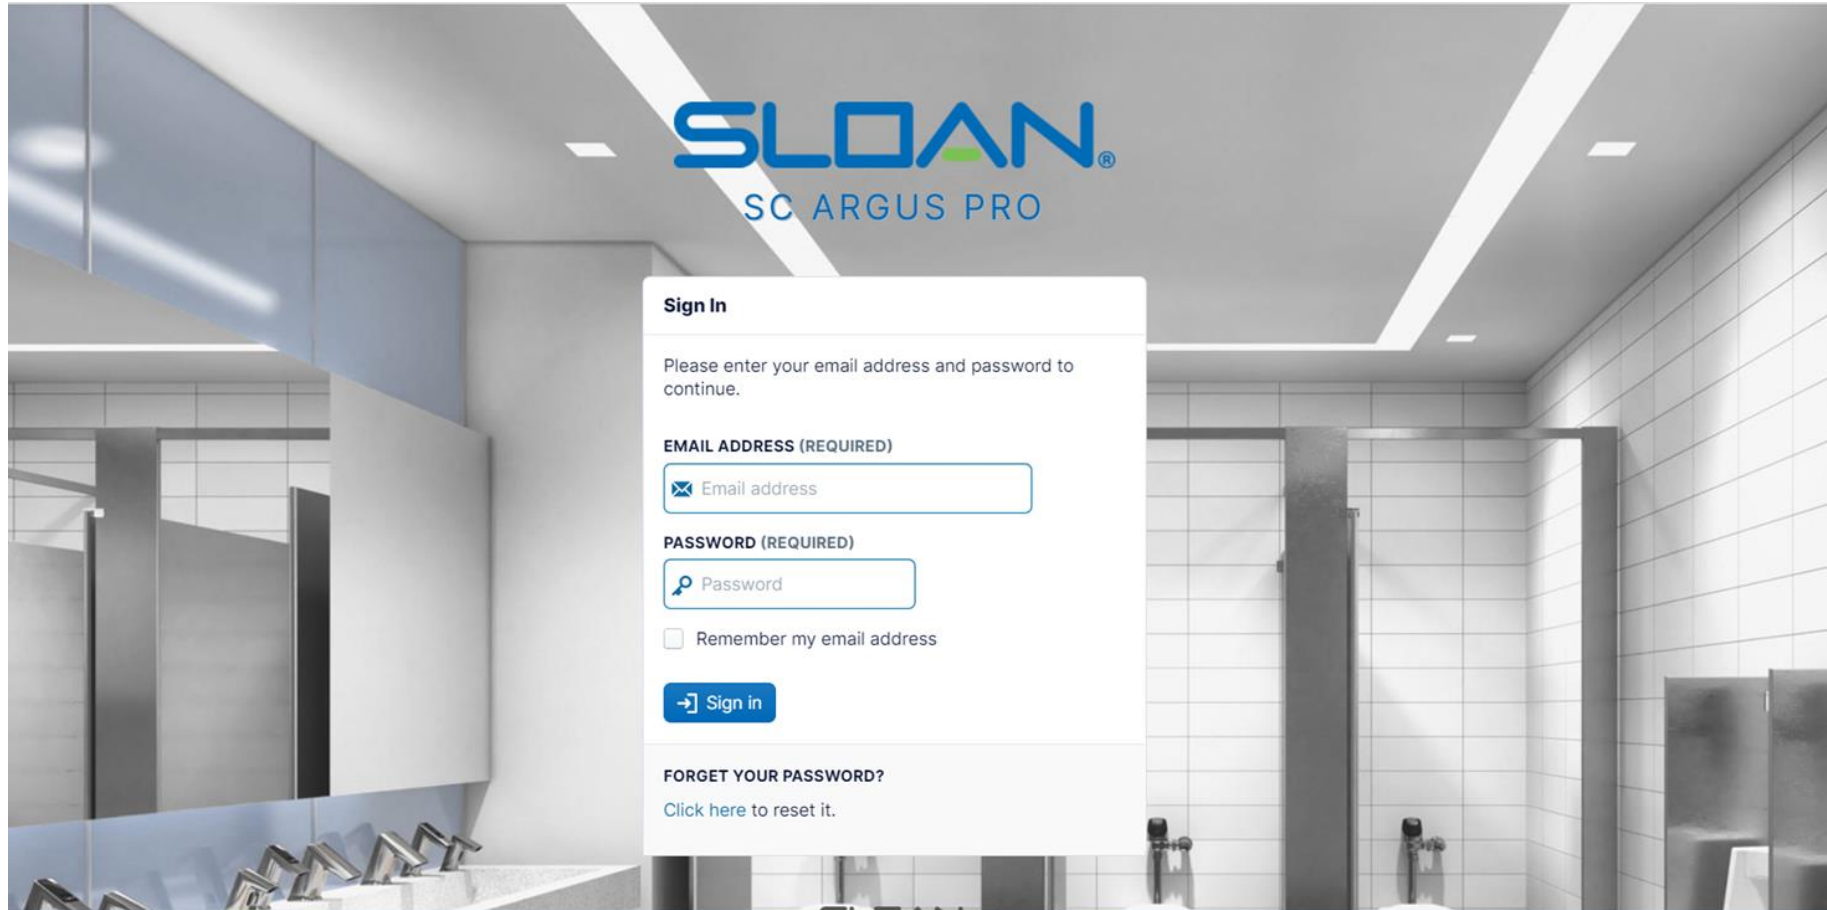 SLOAN®
SC ARGUS PRO
Sign In
Please enter your email address and password to
continue.
EMAIL ADDRESS (REQUIRED)
Email address
PASSWORD (REQUIRED)
Password
Remember my email address
Sign in
FORGET YOUR PASSWORD?
Click here to reset it.